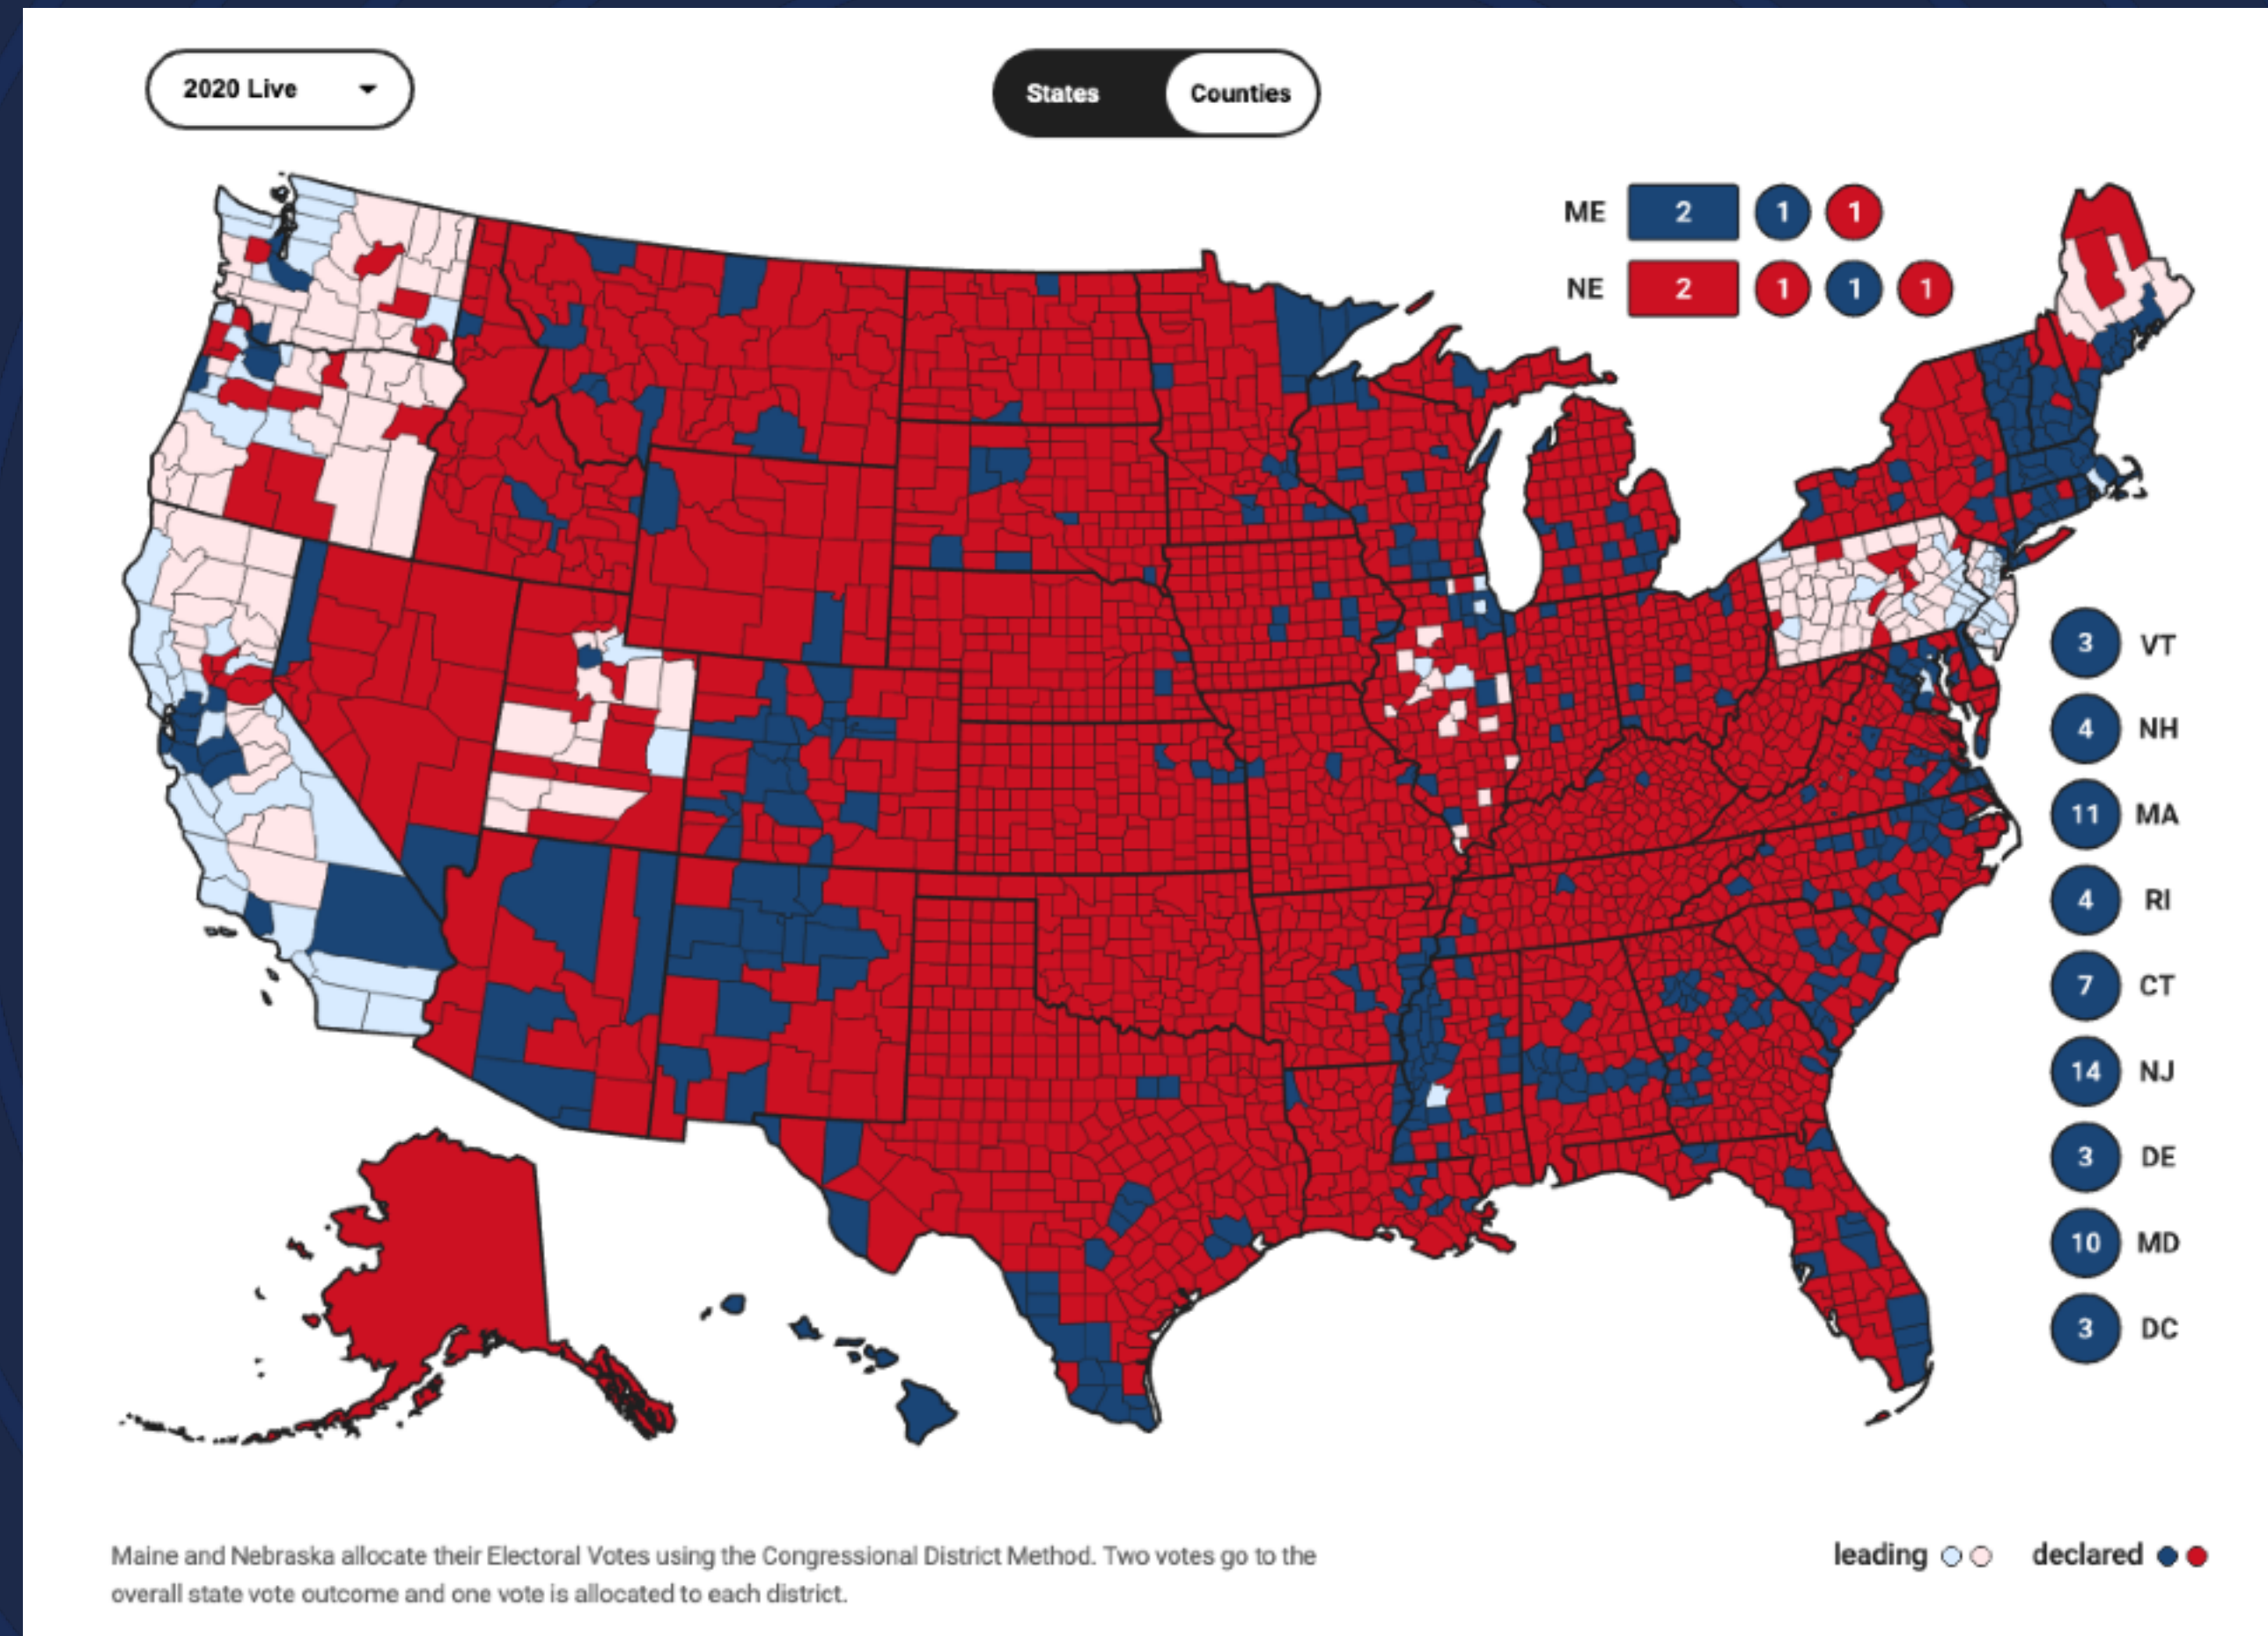 2020 Live
States Counties
ME 2 1 1
NE 2 1 1 1
3 VT
4 NH
11 MA
4 RI
7 CT
14 NJ
3 DE
10 MD
3 DC
Maine and Nebraska allocate their Electoral Votes using the Congressional District Method. Two votes go to the
overall state vote outcome and one vote is allocated to each district.
leading declared